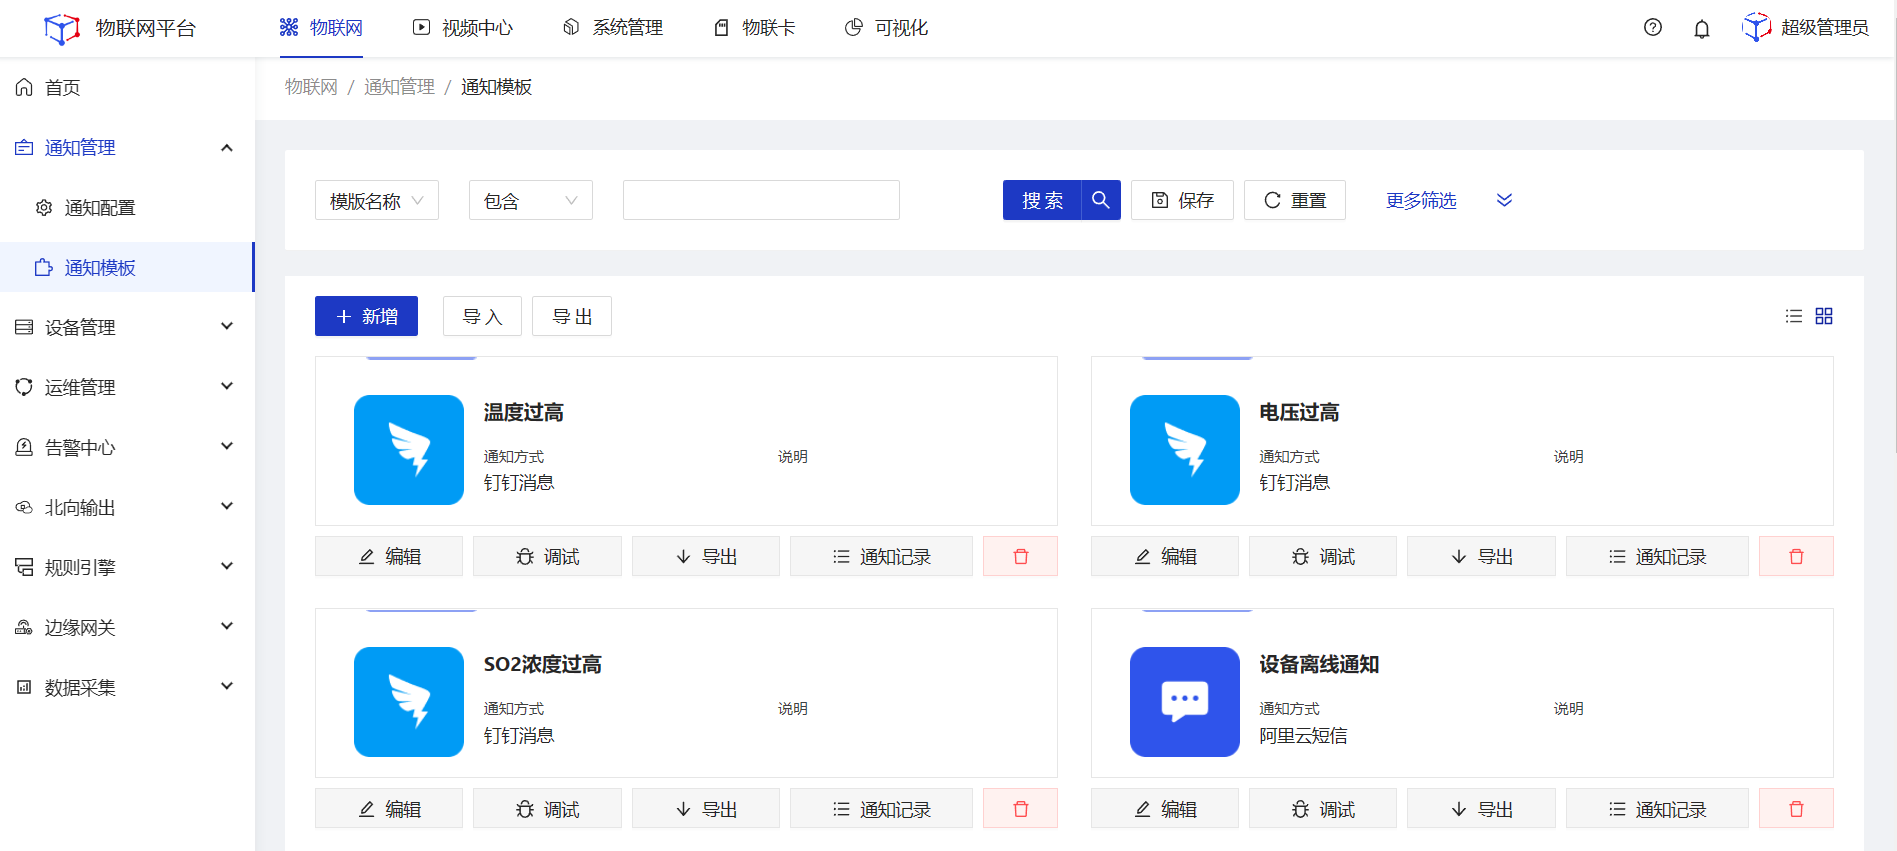 物联网平台
物联网
视频中心
系统管理
物联卡
可视化
超级管理员
首页
通知管理
通知配置
通知模板
设备管理
运维管理
告警中心
北向输出
规则引擎
边缘网关
数据采集
物联网 / 通知管理 / 通知模板
模版名称
包含
搜 索
保存
重置
更多筛选
新增
导 入
导 出
温度过高
通知方式
说明
钉钉消息
编辑
调试
导出
通知记录
电压过高
通知方式
说明
钉钉消息
编辑
调试
导出
通知记录
SO2浓度过高
通知方式
说明
钉钉消息
编辑
调试
导出
通知记录
设备离线通知
通知方式
说明
阿里云短信
编辑
调试
导出
通知记录